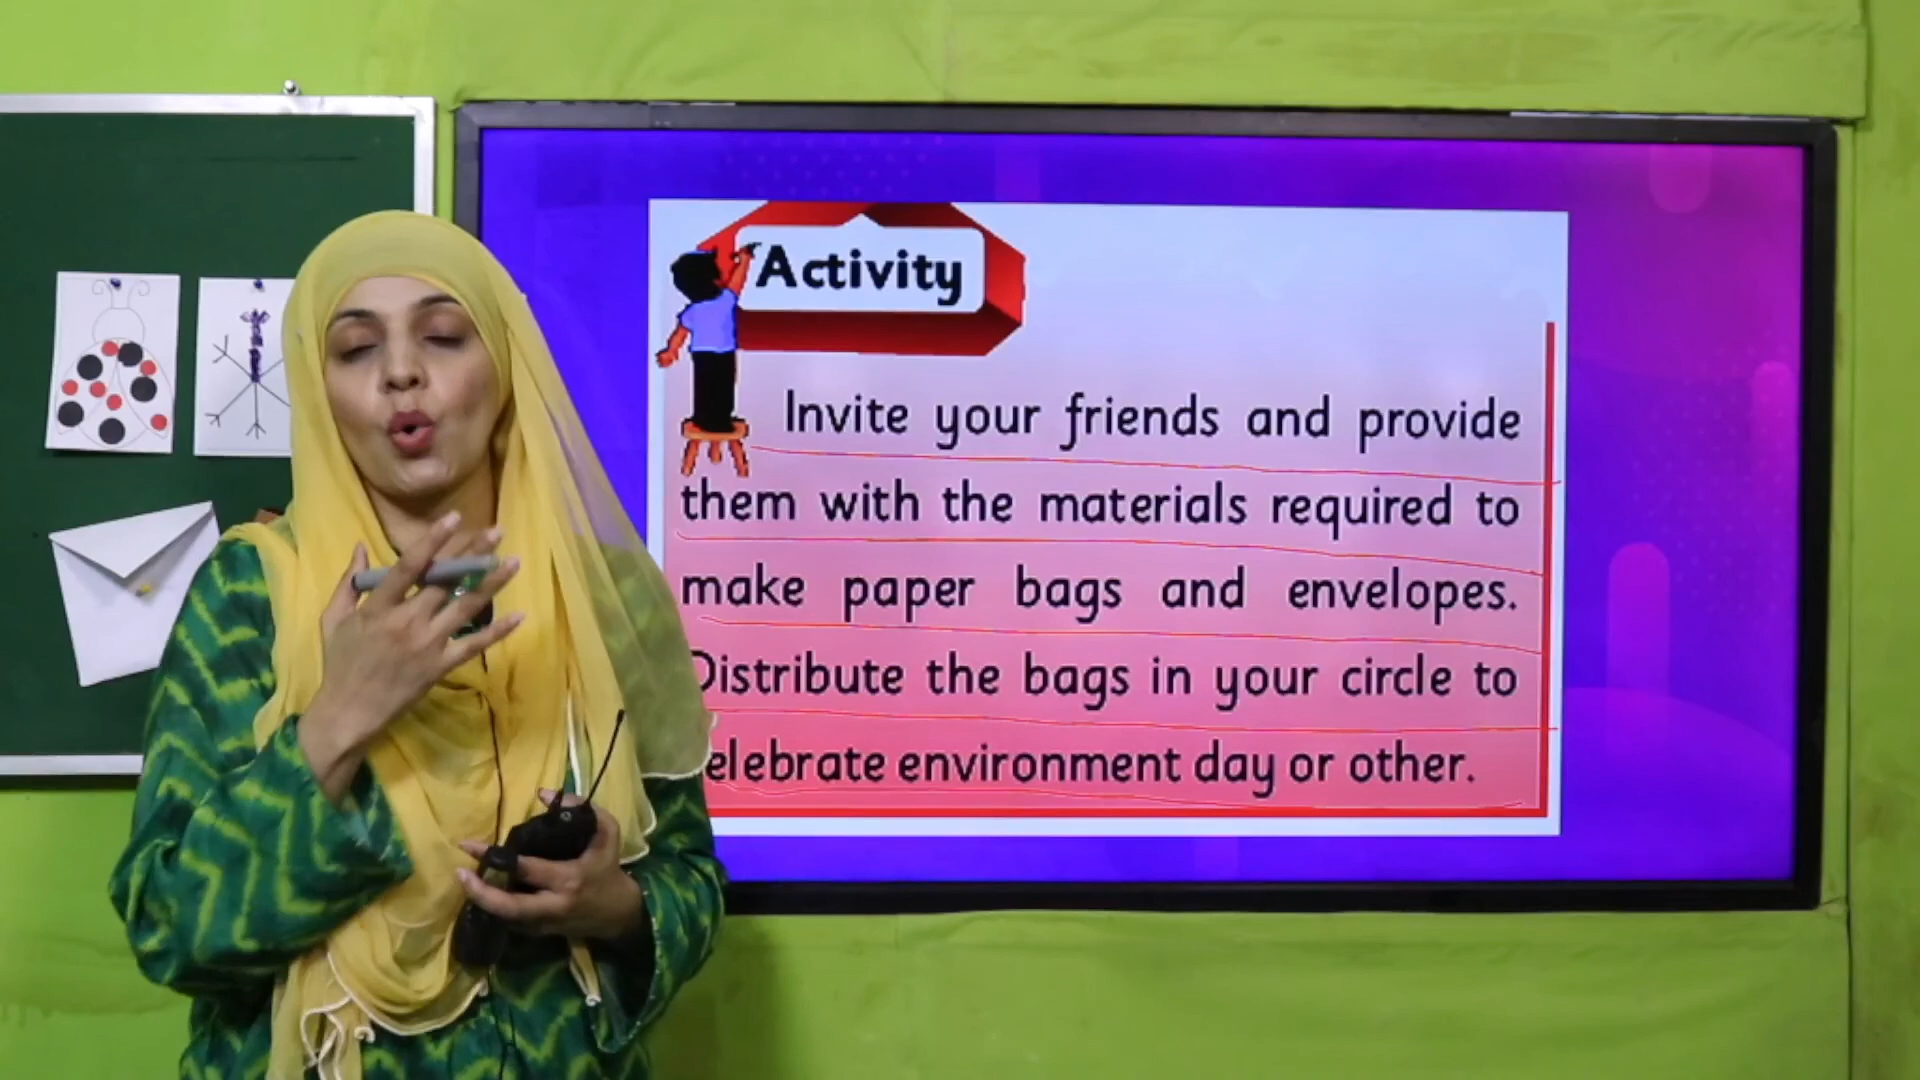 Activity
Invite your friends and provide
them with the materials required to
make paper bags and envelopes.
Distribute the bags in your circle to
elebrate environment day or other.